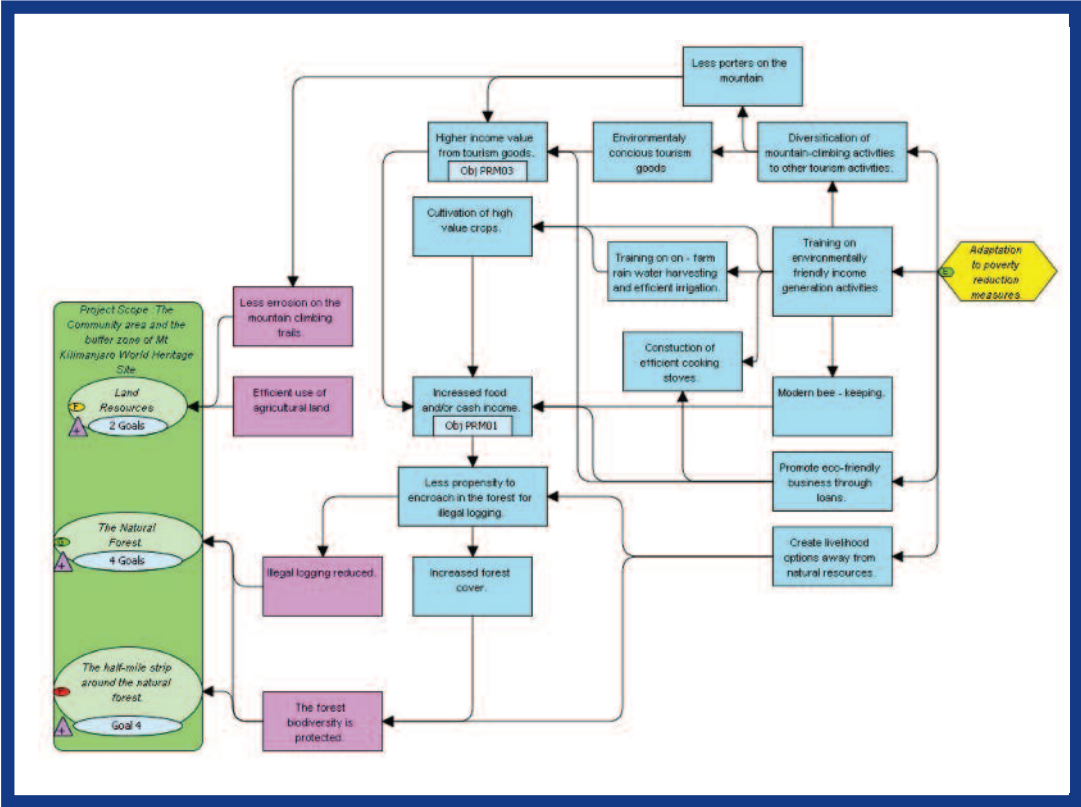 Less porters on the
mountain
Higher income value
from tourism goods.
Obj PRM03
Environmentaly
concious tourism
goods
Diversitication of
mountain-climbing activities
to other tourism activities.
Cultivation of high
value crops.
Training on on - farm
rain water harvesting
and efficient irrigation.
Training on
environmentally
friendly income
generation activities
Adaptation
to poverty
reduction
measures.
E
Project Scope :The
Community area and the
buffer zone of Mt
Kilimanjaro World Heritage
Site
Less errosion on the
mountain climbing
trails.
Constuction of
efficient cooking
stoves.
Land
Resources
2 Goals
Efficient use of
agricultural land
Increased food
and/or cash income.
Obj PRM01
Modern bee - keeping.
Less propensity to
encroach in the forest for
illegal logging.
Promote eco-friendly
business through
loans.
The Natural
Forest.
4 Goals
Illegal logging reduced.
Increased forest
cover.
Create livelihood
options away from
natural resources.
The half-mile strip
around the natural
forest.
Goal 4
The forest
biodiversity is
protected.